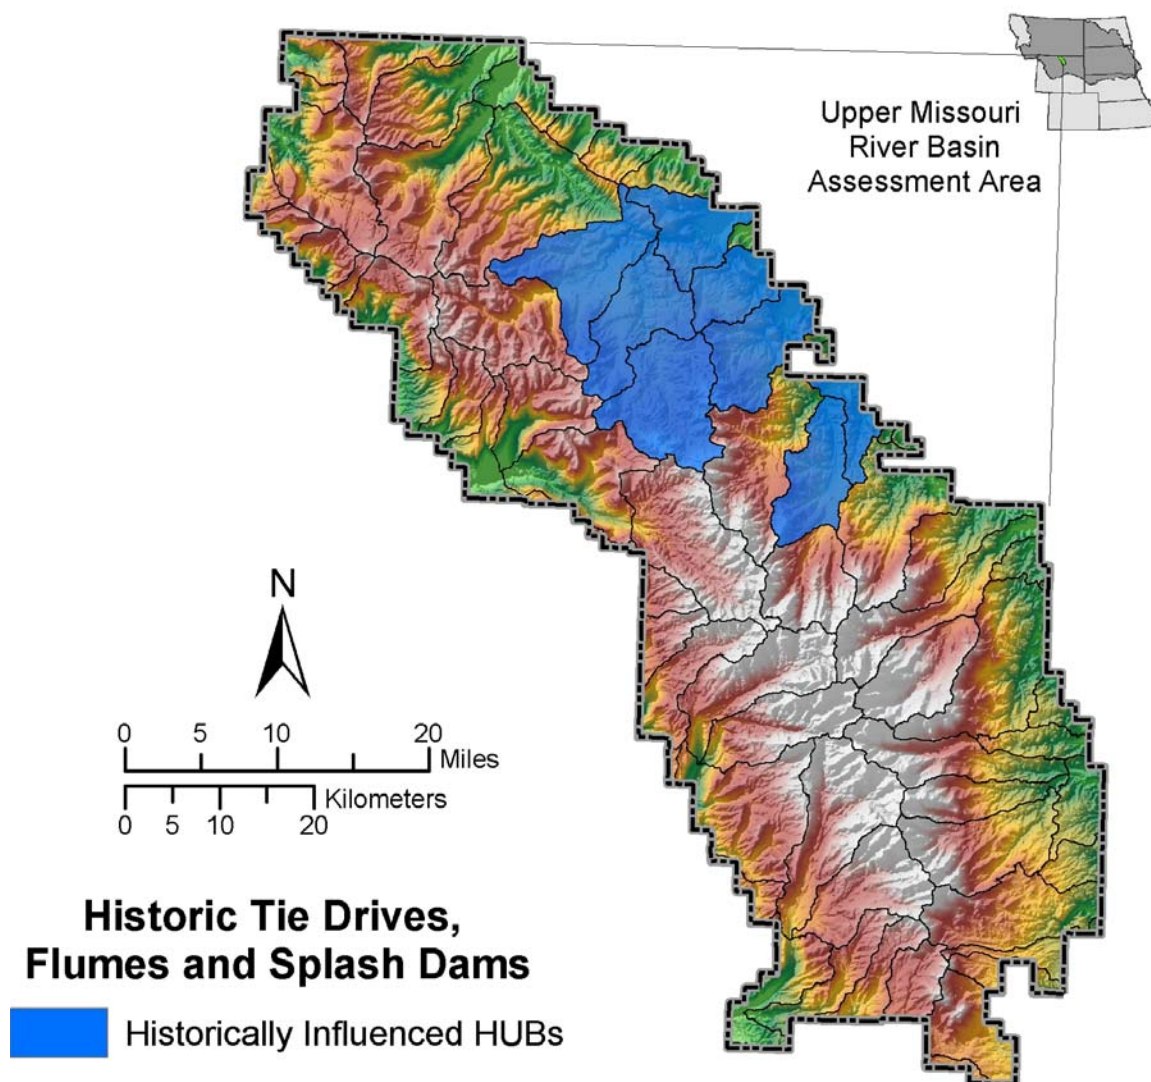 Upper Missouri
River Basin
Assessment Area
N
0 5 10 20
Miles
Kilometers
0 5 10 20
Historic Tie Drives,
Flumes and Splash Dams
Historically Influenced HUBs